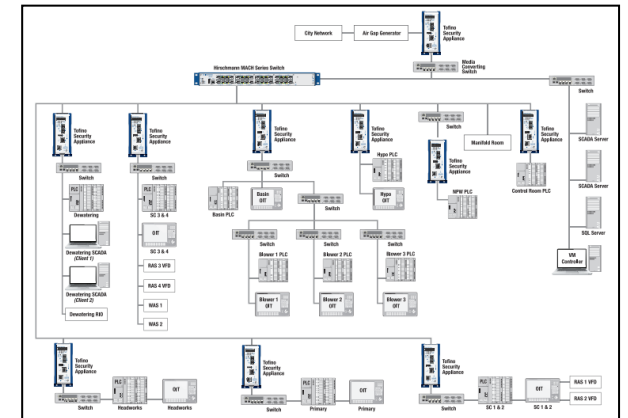 City Network
Air Gap Generator
Tofino
Security
Appliance
Hirschmann MACH Series Switch
Media
Converting
Switch
Switch
Tofino
Security
Appliance
Tofino
Security
Appliance
Tofino
Security
Appliance
Tofino
Security
Appliance
Switch
Manifold Room
Tofino
Security
Appliance
SCADA Server
Hypo PLC
Tofino
Security
Appliance
Switch
Switch
Switch
Control Room PLC
SCADA Server
PLC
Dewatering
PLC
SC 3 & 4
Basin PLC
Basin
OIT
Hypo
OIT
NPW PLC
SQL Server
Dewatering SCADA
(Client 1)
OIT
SC 3 & 4
Switch
Switch
Switch
Switch
VM
Controller
RAS 3 VFD
Blower 1 PLC
Blower 2 PLC
Blower 3 PLC
Dewatering SCADA
(Client 2)
RAS 4 VFD
WAS 1
Blower 1
OIT
Blower 2
OIT
Blower 3
OIT
Dewatering RIO
WAS 2
Tofino
Security
Appliance
Tofino
Security
Appliance
Tofino
Security
Appliance
PLC
OIT
PLC
OIT
PLC
OIT
RAS 1 VFD
RAS 2 VFD
Switch
Headworks
Headworks
Switch
Primary
Primary
Switch
SC 1 & 2
SC 1 & 2